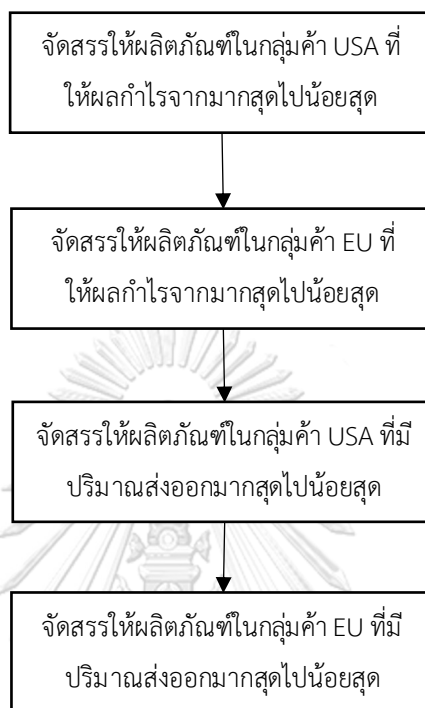 จัดสรรให้ผลิตภัณฑ์ในกลุ่มค้า USA ที่
ให้ผลกำไรจากมากสุดไปน้อยสุด
จัดสรรให้ผลิตภัณฑ์ในกลุ่มค้า EU ที่
ให้ผลกำไรจากมากสุดไปน้อยสุด
จัดสรรให้ผลิตภัณฑ์ในกลุ่มค้า USA ที่มี
ปริมาณส่งออกมากสุดไปน้อยสุด
จัดสรรให้ผลิตภัณฑ์ในกลุ่มค้า EU ที่มี
ปริมาณส่งออกมากสุดไปน้อยสุด